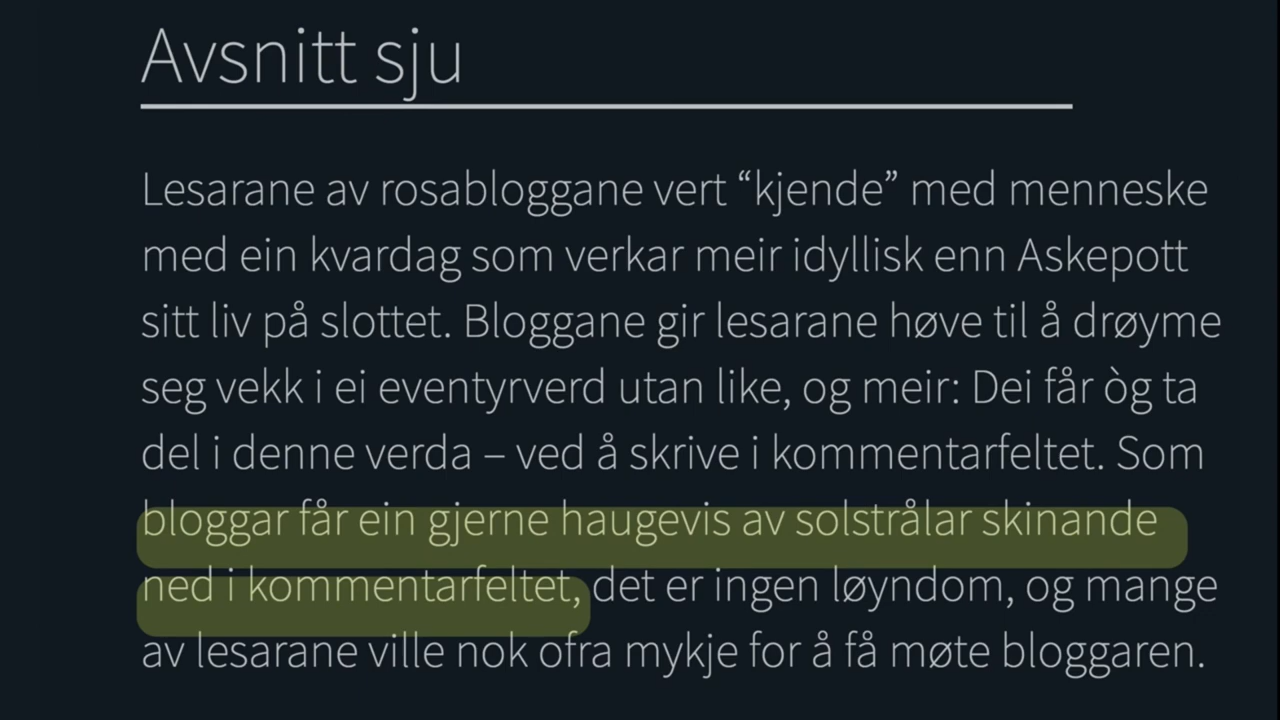 Avsnitt sju
Lesarane av rosabloggane vert “kjende” med menneske
med ein kvardag som verkar meir idyllisk enn Askepott
sitt liv på slottet. Bloggane gir lesarane høve til å drøyme
seg vekk i ei eventyrverd utan like, og meir: Dei får òg ta
del i denne verda – ved å skrive i kommentarfeltet. Som
bloggar får ein gjerne haugevis av solstrålar skinande
ned i kommentarfeltet, det er ingen løyndom, og mange
av lesarane ville nok ofra mykje for å få møte bloggaren.